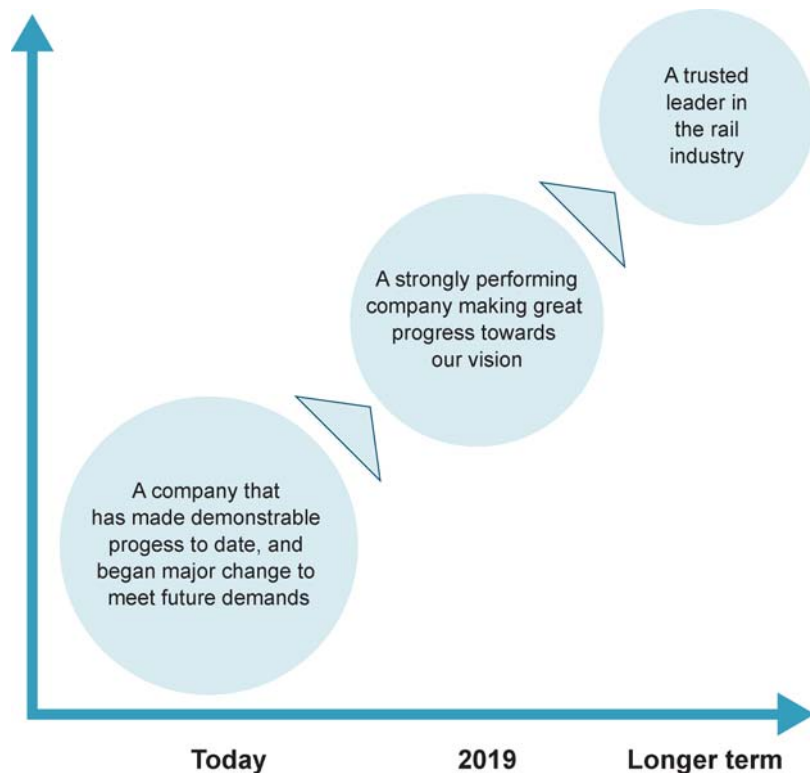 A trusted
leader in
the rail
industry
A strongly performing
company making great
progress towards
our vision
A company that
has made demonstrable
progess to date, and
began major change to
meet future demands
Today
2019
Longer term